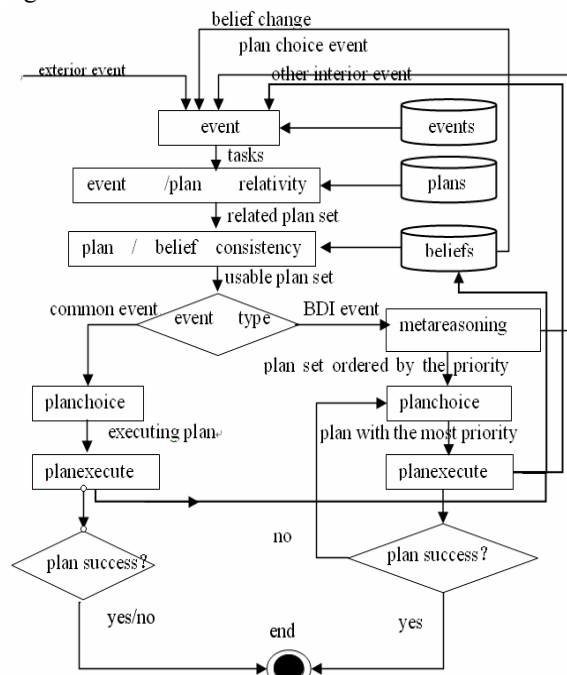 belief change
plan choice event
exterior event
other interior event
event
events
tasks
event /plan relativity
plans
related plan set
plan / belief consistency
beliefs
usable plan set
common event
event type
BDI event
metareasoning
plan set ordered by the priority
planchoice
planchoice
executing plan
plan with the most priority
planexecute
planexecute
no
plan success?
plan success?
yes/no
yes
end